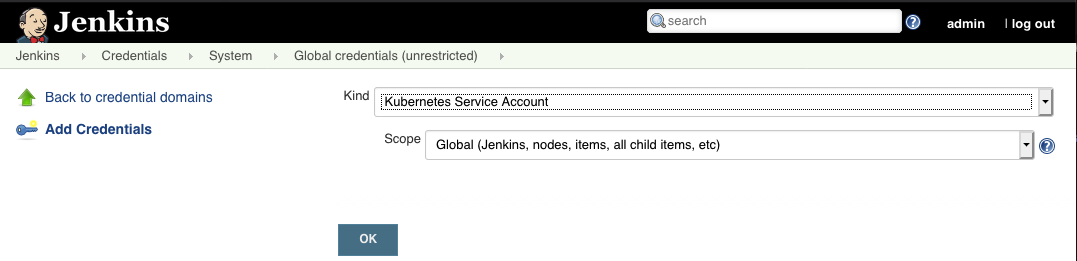 Jenkins
search
?
admin
| log out
Jenkins
Credentials
System
Global credentials (unrestricted)
Back to credential domains
Add Credentials
Kind
Kubernetes Service Account
Scope
Global (Jenkins, nodes, items, all child items, etc)
?
OK